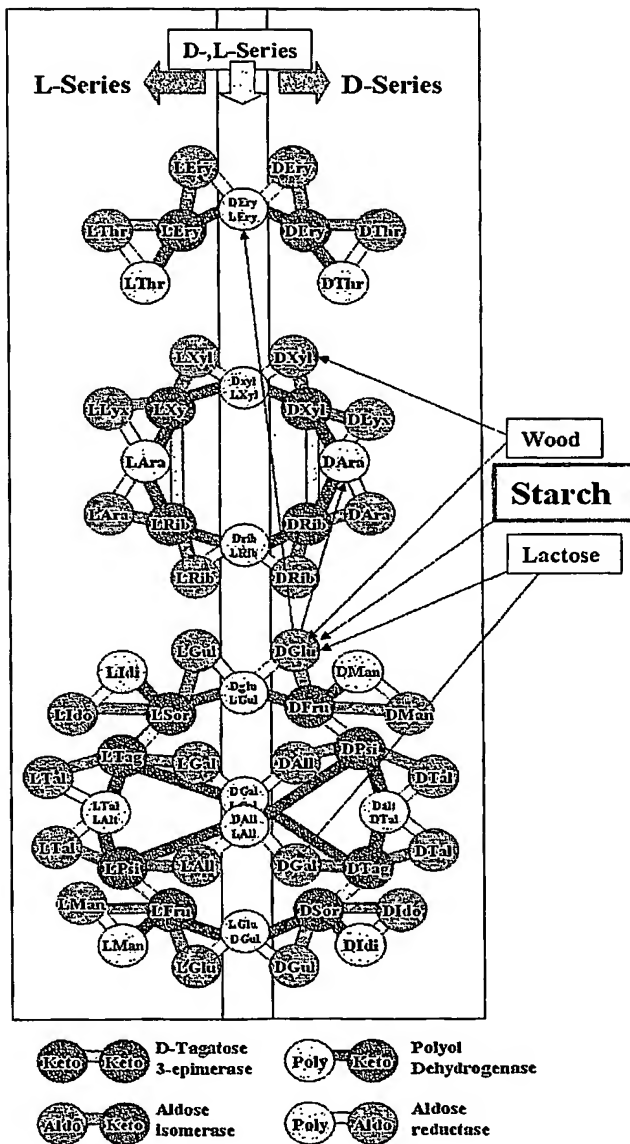 D-,L-Series
L-Series
D-Series
LEry DEry
DEry
LEry
LThr LEry DEry DThr
LThr DThr
LXyl DXyl
Dxyl
LXyl
LLyx LXy DXyl DLyx
Wood
LAra DAra
Starch
LAra LRib DRib DAra
Drib
LRib
Lactose
LRib DRib
LGul DGlu
LIdi DMan
Dglu
LGul
LIdo LSor DFru DMan
LTag LGal DAll DPsi
LTal DTal
DGal
LTal
LAlt
DAll
LAll
Dalt
DTal
LTal DTal
LPsi LAll DGal DTag
LMan LFru DSor DIdo
LGlu
DGul
LMan DIdi
LGlu DGul
Keto Keto D-Tagatose
3-epimerase
Poly Keto Polyol
Dehydrogenase
Aldo Keto Aldose
isomerase
Poly Aldo Aldose
reductase